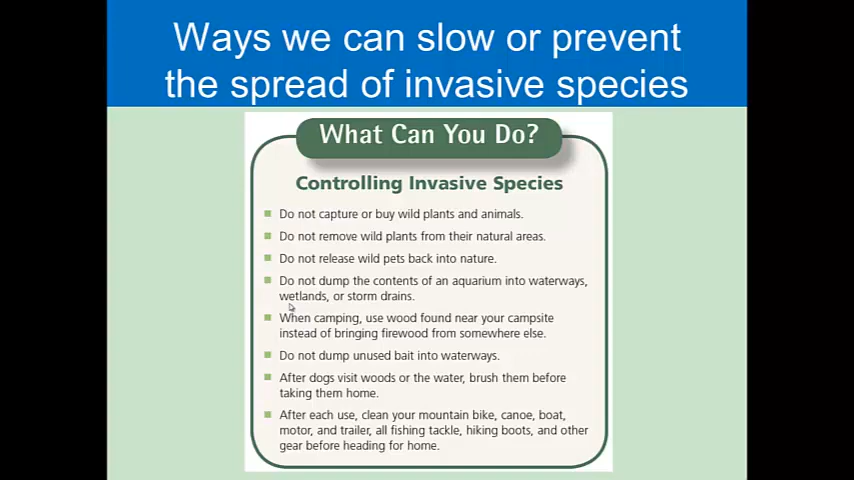 Ways we can slow or prevent
the spread of invasive species
What Can You Do?
Controlling Invasive Species
Do not capture or buy wild plants and animals.
Do not remove wild plants from their natural areas.
Do not release wild pets back into nature.
Do not dump the contents of an aquarium into waterways,
wetlands, or storm drains.
When camping, use wood found near your campsite
instead of bringing firewood from somewhere else.
Do not dump unused bait into waterways.
After dogs visit woods or the water, brush them before
taking them home.
After each use, clean your mountain bike, canoe, boat,
motor, and trailer, all fishing tackle, hiking boots, and other
gear before heading for home.